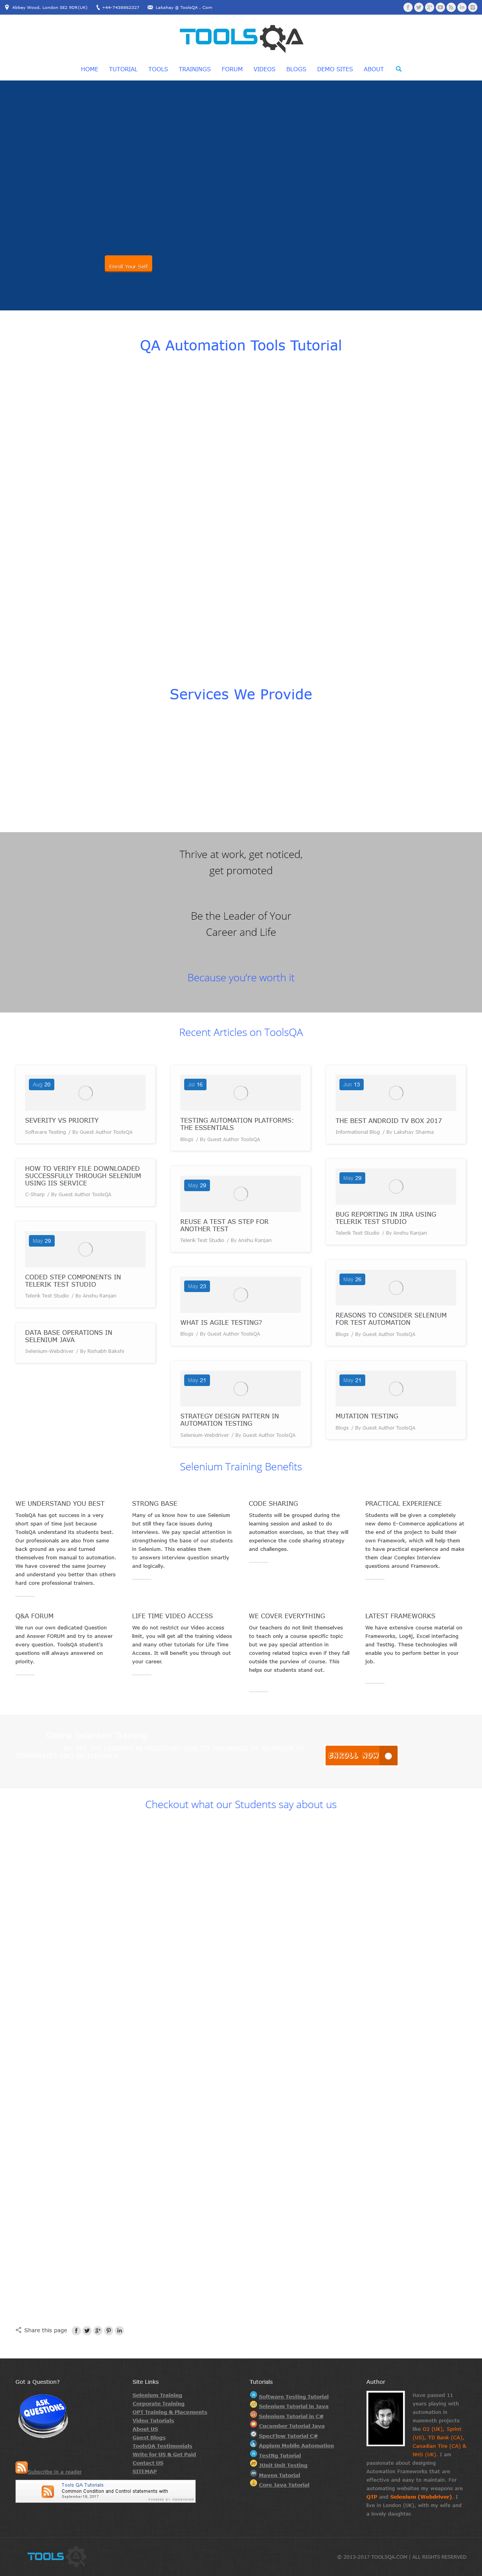 Abbey Wood, London SE2 9DR(UK)
+44-7438862327
Lakshay @ ToolsQA . Com
TOOLSQA
HOME
TUTORIAL
TOOLS
TRAININGS
FORUM
VIDEOS
BLOGS
DEMO SITES
ABOUT
Enroll Your Self
QA Automation Tools Tutorial
Services We Provide
Thrive at work, get noticed,
get promoted
Be the Leader of Your
Career and Life
Because you're worth it
Recent Articles on ToolsQA
Aug 20
SEVERITY VS PRIORITY
Software Testing / By Guest Author ToolsQA
HOW TO VERIFY FILE DOWNLOADED
SUCCESSFULLY THROUGH SELENIUM
USING IIS SERVICE
C-Sharp / By Guest Author ToolsQA
May 29
CODED STEP COMPONENTS IN
TELERIK TEST STUDIO
Telerik Test Studio / By Anshu Ranjan
DATA BASE OPERATIONS IN
SELENIUM JAVA
Selenium-Webdriver / By Rishabh Bakshi
Jul 16
TESTING AUTOMATION PLATFORMS:
THE ESSENTIALS
Blogs / By Guest Author ToolsQA
May 29
REUSE A TEST AS STEP FOR
ANOTHER TEST
Telerik Test Studio / By Anshu Ranjan
May 23
WHAT IS AGILE TESTING?
Blogs / By Guest Author ToolsQA
May 21
STRATEGY DESIGN PATTERN IN
AUTOMATION TESTING
Selenium-Webdriver / By Guest Author ToolsQA
Jun 13
THE BEST ANDROID TV BOX 2017
Informational Blog / By Lakshay Sharma
May 29
BUG REPORTING IN JIRA USING
TELERIK TEST STUDIO
Telerik Test Studio / By Anshu Ranjan
May 26
REASONS TO CONSIDER SELENIUM
FOR TEST AUTOMATION
Blogs / By Guest Author ToolsQA
May 21
MUTATION TESTING
Blogs / By Guest Author ToolsQA
Selenium Training Benefits
WE UNDERSTAND YOU BEST
ToolsQA has got success in a very
short span of time just because
ToolsQA understand its students best.
Our professionals are also from same
back ground as you and turned
themselves from manual to automation.
We have covered the same journey
and understand you better than others
hard core professional trainers.
STRONG BASE
Many of us know how to use Selenium
but still they face issues during
interviews. We pay special attention in
strengthening the base of our students
in Selenium. This enables them
to answers interview question smartly
and logically.
CODE SHARING
Students will be grouped during the
learning session and asked to do
automation exercises, so that they will
experience the code sharing strategy
and challenges.
PRACTICAL EXPERIENCE
Students will be given a completely
new demo E-Commerce applications at
the end of the project to build their
own Framework, which will help them
to have practical experience and make
them clear Complex Interview
questions around Framework.
Q&A FORUM
We run our own dedicated Question
and Answer FORUM and try to answer
every question. ToolsQA student's
questions will always answered on
priority.
LIFE TIME VIDEO ACCESS
We do not restrict our Video access
limit, you will get all the training videos
and many other tutorials for Life Time
Access. It will benefit you through out
your career.
WE COVER EVERYTHING
Our teachers do not limit themselves
to teach only a course specific topic
but we pay special attention in
covering related topics even if they fall
outside the purview of course. This
helps our students stand out.
LATEST FRAMEWORKS
We have extensive course material on
Frameworks, Log4j, Excel interfacing
and TestNg. These technologies will
enable you to perform better in your
job.
ENROLL NOW
Checkout what our Students say about us
Share this page
Got a Question?
ASK
QUESTIONS
Subscribe in a reader
Tools QA Tutorials
Common Condition and Control statements with
September 18, 2017
Site Links
Selenium Training
Corporate Training
OPT Training & Placements
Video Tutorials
About US
Guest Blogs
ToolsQA Testimonials
Write for US & Get Paid
Contact US
SITEMAP
Tutorials
Software Testing Tutorial
Selenium Tutorial in Java
Selenium Tutorial in C#
Cucumber Tutorial Java
SpecFlow Tutorial C#
Appium Mobile Automation
TestNg Tutorial
JUnit Unit Testing
Maven Tutorial
Core Java Tutorial
Author
Have passed 11
years playing with
automation in
mammoth projects
like O2 (UK), Sprint
(US), TD Bank (CA),
Canadian Tire (CA) &
NHS (UK). I am
passionate about designing
Automation Frameworks that are
effective and easy to maintain. For
automating websites my weapons are
QTP and Selenium (Webdriver). I
live in London (UK), with my wife and
a lovely daughter.
TOOLS
© 2013-2017 TOOLSQA.COM | ALL RIGHTS RESERVED